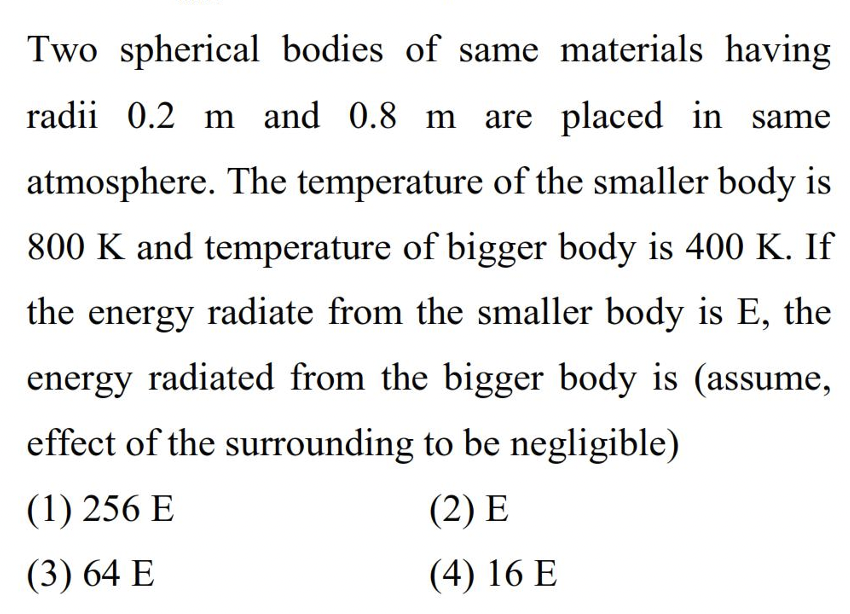 Two spherical bodies of same materials having
radii 0.2 m and 0.8 m are placed in same
atmosphere. The temperature of the smaller body is
800 K and temperature of bigger body is 400 K. If
the energy radiate from the smaller body is E, the
energy radiated from the bigger body is (assume,
effect of the surrounding to be negligible)
(1) 256 E (2) E
(3) 64 E (4) 16 E